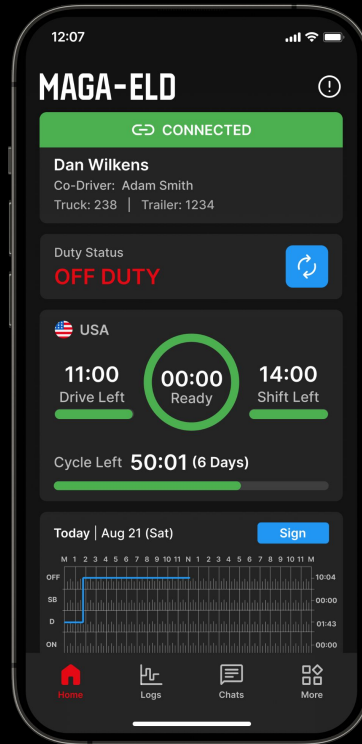 12:07
MAGA-ELD
CONNECTED
Dan Wilkens
Co-Driver: Adam Smith
Truck: 238 | Trailer: 1234
Duty Status
OFF DUTY
USA
11:00
Drive Left
00:00
Ready
14:00
Shift Left
Cycle Left 50:01 (6 Days)
Today | Aug 21 (Sat)
Sign
M 1 2 3 4 5 6 7 8 9 10 11 N 1 2 3 4 5 6 7 8 9 10 11 M
OFF 10:04
SB 00:00
D 01:43
ON 00:00
Home Logs Chats More